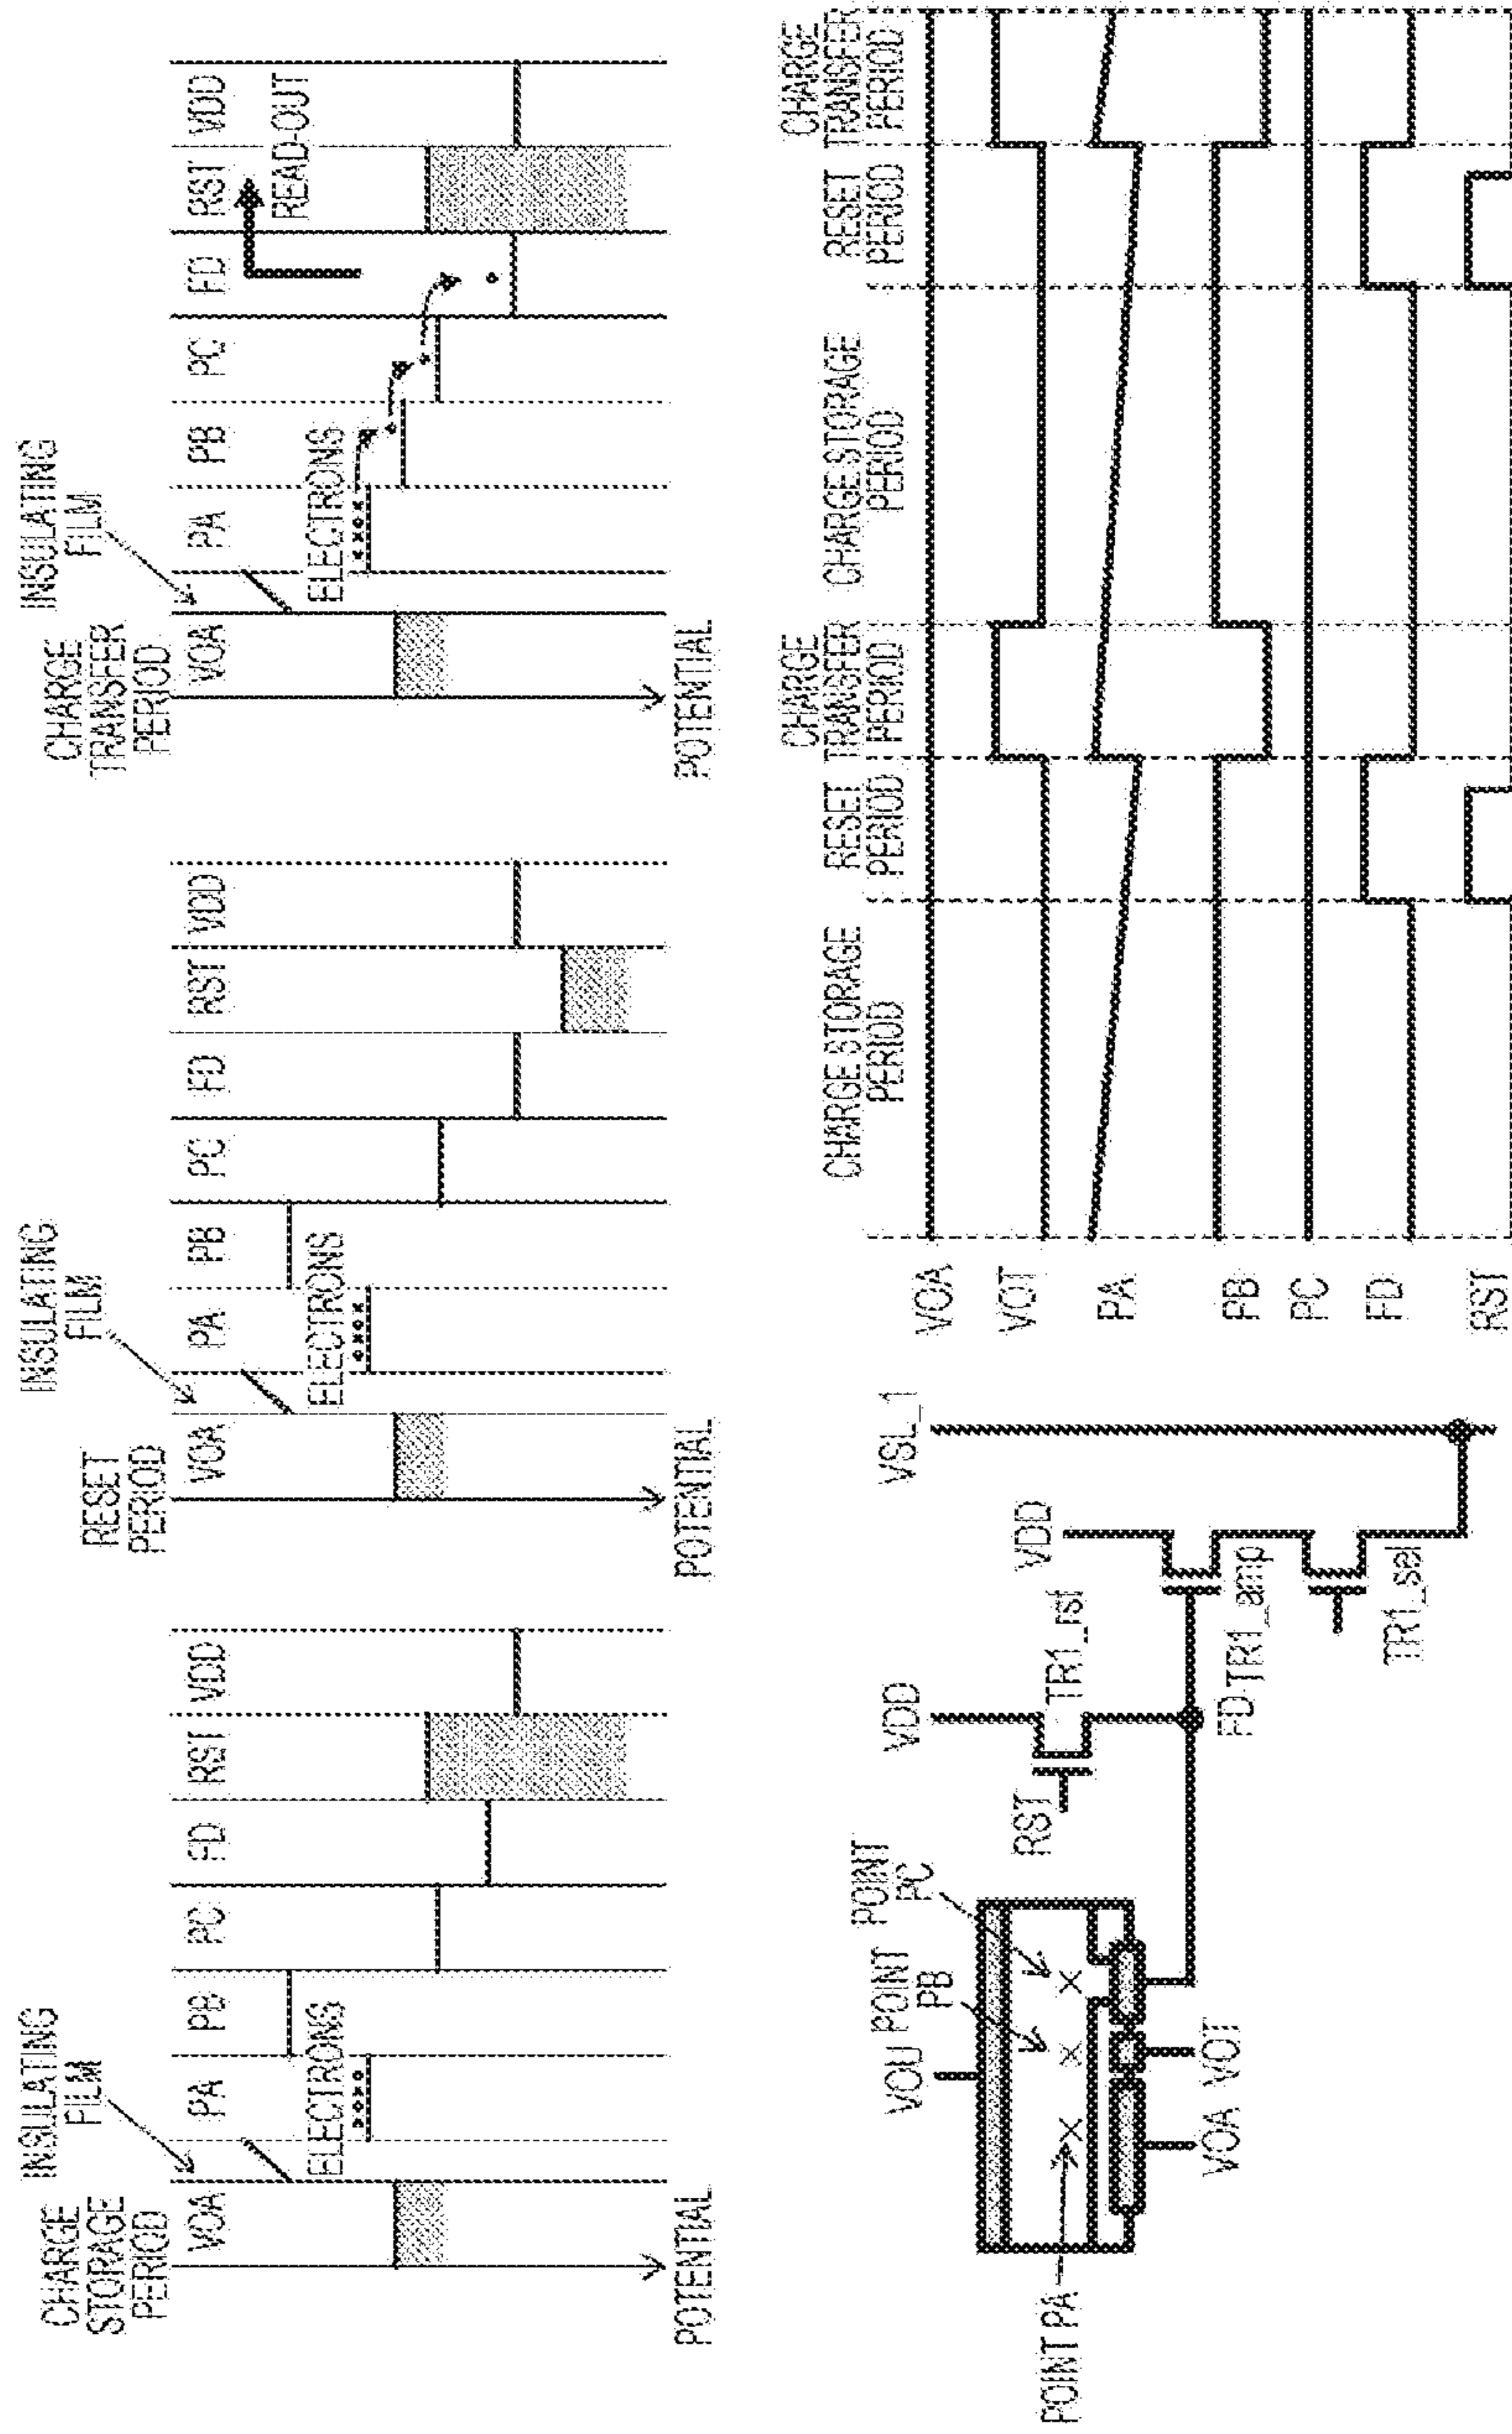 CHARGE
STORAGE
PERIOD
INSULATING
FILM
VOA
PA
PB
PC
FD
RST
VDD
ELECTRONS
POTENTIAL
RESET
PERIOD
INSULATING
FILM
VOA
PA
PB
PC
FD
RST
VDD
ELECTRONS
POTENTIAL
CHARGE
TRANSFER
PERIOD
INSULATING
FILM
VOA
PA
PB
PC
FD
RST
VDD
ELECTRONS
READ-OUT
POTENTIAL
POINT PA
VOU
POINT
PB
POINT
PC
VOA
VOT
RST
VDD
TR1_rst
FD
TR1_amp
VDD
TR1_sel
VSL_1
CHARGE STORAGE
PERIOD
RESET
PERIOD
CHARGE
TRANSFER
PERIOD
CHARGE STORAGE
PERIOD
RESET
PERIOD
CHARGE
TRANSFER
PERIOD
VOA
VOT
PA
PB
PC
FD
RST